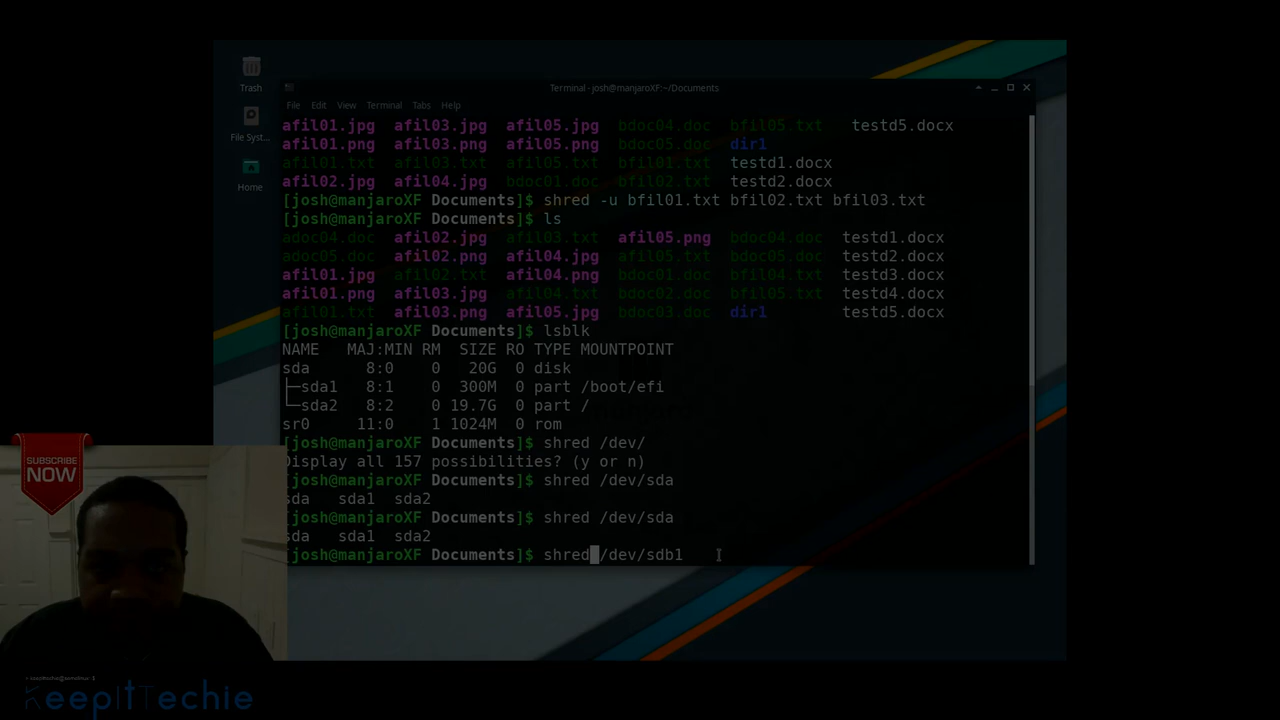 Trash
File Syst...
Home
Terminal - josh@manjaroXF:~/Documents
File Edit View Terminal Tabs Help
afil01.jpg afil03.jpg afil05.jpg bdoc04.doc bfil05.txt testd5.docx
afil01.png afil03.png afil05.png bdoc05.doc dir1
afil01.txt afil03.txt afil05.txt bfil01.txt testd1.docx
afil02.jpg afil04.jpg bdoc01.doc bfil02.txt testd2.docx
[josh@manjaroXF Documents]$ shred -u bfil01.txt bfil02.txt bfil03.txt
[josh@manjaroXF Documents]$ ls
adoc04.doc afil02.jpg afil03.txt afil05.png bdoc04.doc testd1.docx
adoc05.doc afil02.png afil04.jpg afil05.txt bdoc05.doc testd2.docx
afil01.jpg afil02.txt afil04.png bdoc01.doc bfil04.txt testd3.docx
afil01.png afil03.jpg afil04.txt bdoc02.doc bfil05.txt testd4.docx
afil01.txt afil03.png afil05.jpg bdoc03.doc dir1 testd5.docx
[josh@manjaroXF Documents]$ lsblk
NAME MAJ:MIN RM SIZE RO TYPE MOUNTPOINT
sda 8:0 0 20G 0 disk
├─sda1 8:1 0 300M 0 part /boot/efi
└─sda2 8:2 0 19.7G 0 part /
sr0 11:0 1 1024M 0 rom
[josh@manjaroXF Documents]$ shred /dev/
Display all 157 possibilities? (y or n)
[josh@manjaroXF Documents]$ shred /dev/sda
sda sda1 sda2
[josh@manjaroXF Documents]$ shred /dev/sda
sda sda1 sda2
[josh@manjaroXF Documents]$ shred /dev/sdb1
SUBSCRIBE
NOW
KeepItTechie